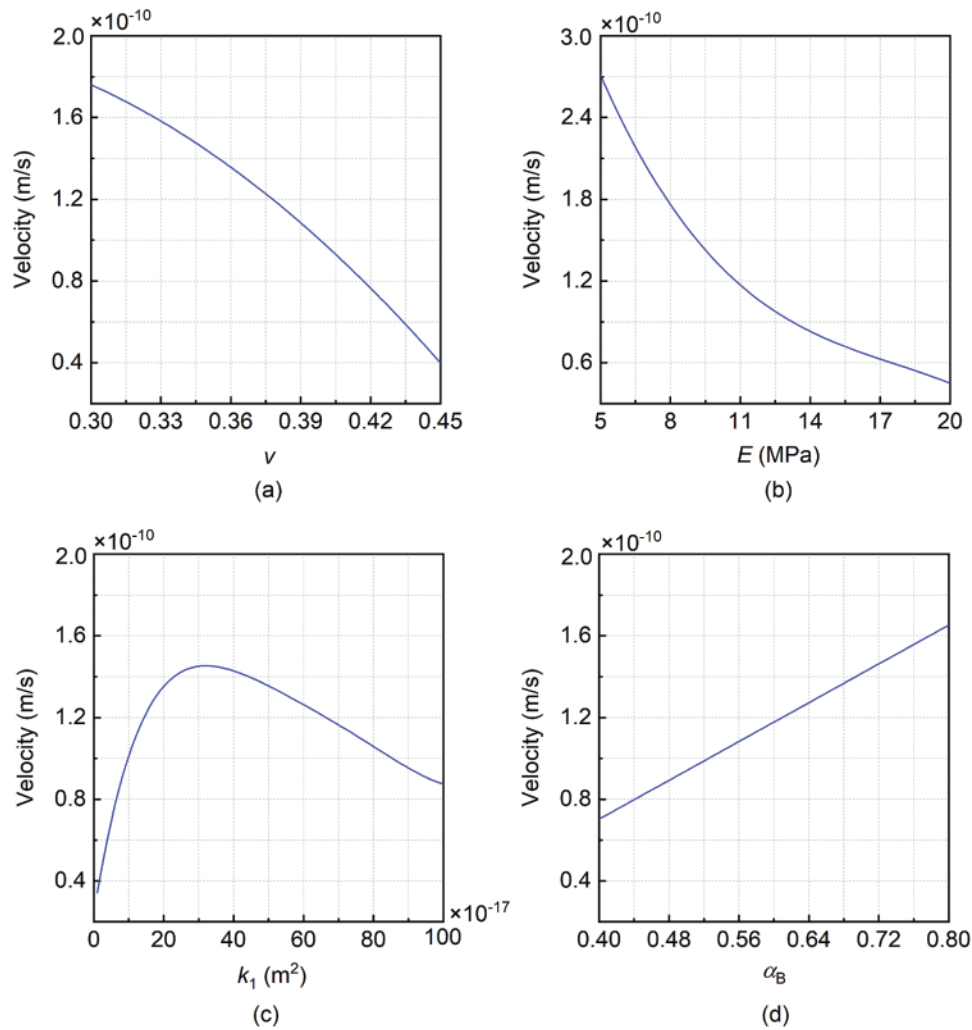 ×10⁻¹⁰
2.0
1.6
1.2
0.8
0.4
Velocity (m/s)
0.30 0.33 0.36 0.39 0.42 0.45
ν
(a)
×10⁻¹⁰
3.0
2.4
1.8
1.2
0.6
Velocity (m/s)
5 8 11 14 17 20
E (MPa)
(b)
×10⁻¹⁰
2.0
1.6
1.2
0.8
0.4
Velocity (m/s)
×10⁻¹⁷
0 20 40 60 80 100
k₁ (m²)
(c)
×10⁻¹⁰
2.0
1.6
1.2
0.8
0.4
Velocity (m/s)
0.40 0.48 0.56 0.64 0.72 0.80
α_B
(d)